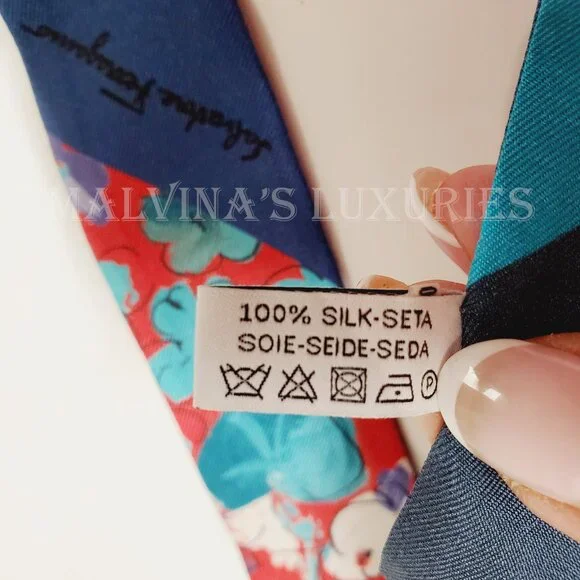 Salvatore Ferragamo
MALVINA'S LUXURIES
100% SILK-SETA
SOIE-SEIDE-SEDA
P